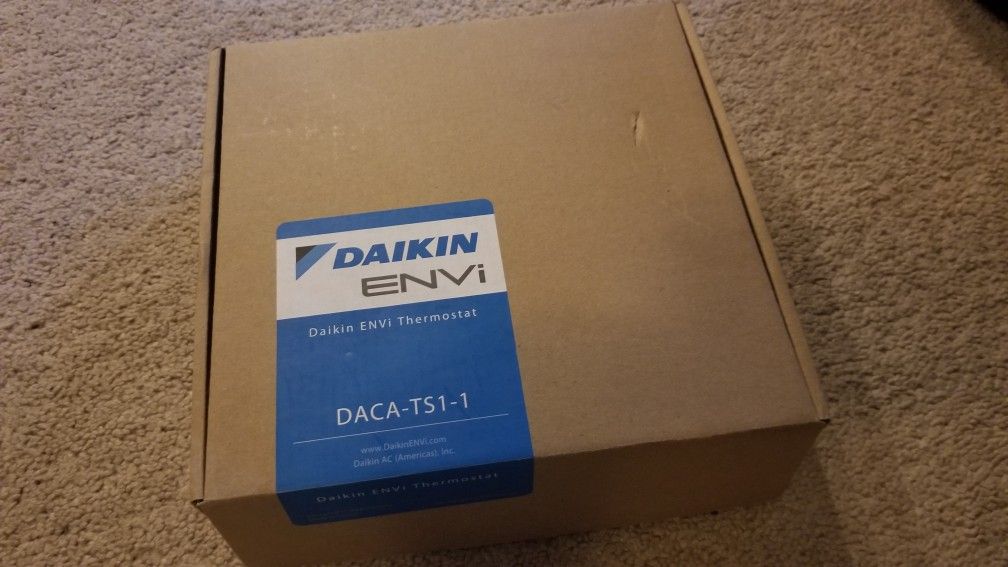 DAIKIN
ENVi
Daikin ENVi Thermostat
DACA-TS1-1
www.DaikinENVi.com
Daikin AC (Americas), Inc.
Daikin ENVi Thermostat